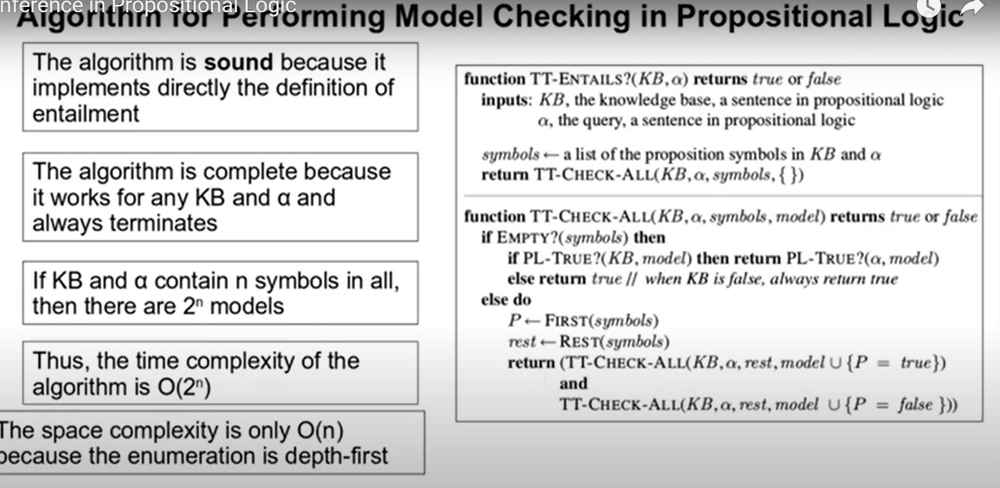 nference in Propositional Logic
Algorithm for Performing Model Checking in Propositional Logic
The algorithm is sound because it
implements directly the definition of
entailment
The algorithm is complete because
it works for any KB and α and
always terminates
If KB and α contain n symbols in all,
then there are 2ⁿ models
Thus, the time complexity of the
algorithm is O(2ⁿ)
The space complexity is only O(n)
because the enumeration is depth-first
function TT-ENTAILS?(KB, α) returns true or false
inputs: KB, the knowledge base, a sentence in propositional logic
α, the query, a sentence in propositional logic
symbols ← a list of the proposition symbols in KB and α
return TT-CHECK-ALL(KB, α, symbols, { })
function TT-CHECK-ALL(KB, α, symbols, model) returns true or false
if EMPTY?(symbols) then
if PL-TRUE?(KB, model) then return PL-TRUE?(α, model)
else return true // when KB is false, always return true
else do
P ← FIRST(symbols)
rest ← REST(symbols)
return (TT-CHECK-ALL(KB, α, rest, model ∪ {P = true})
and
TT-CHECK-ALL(KB, α, rest, model ∪ {P = false }))